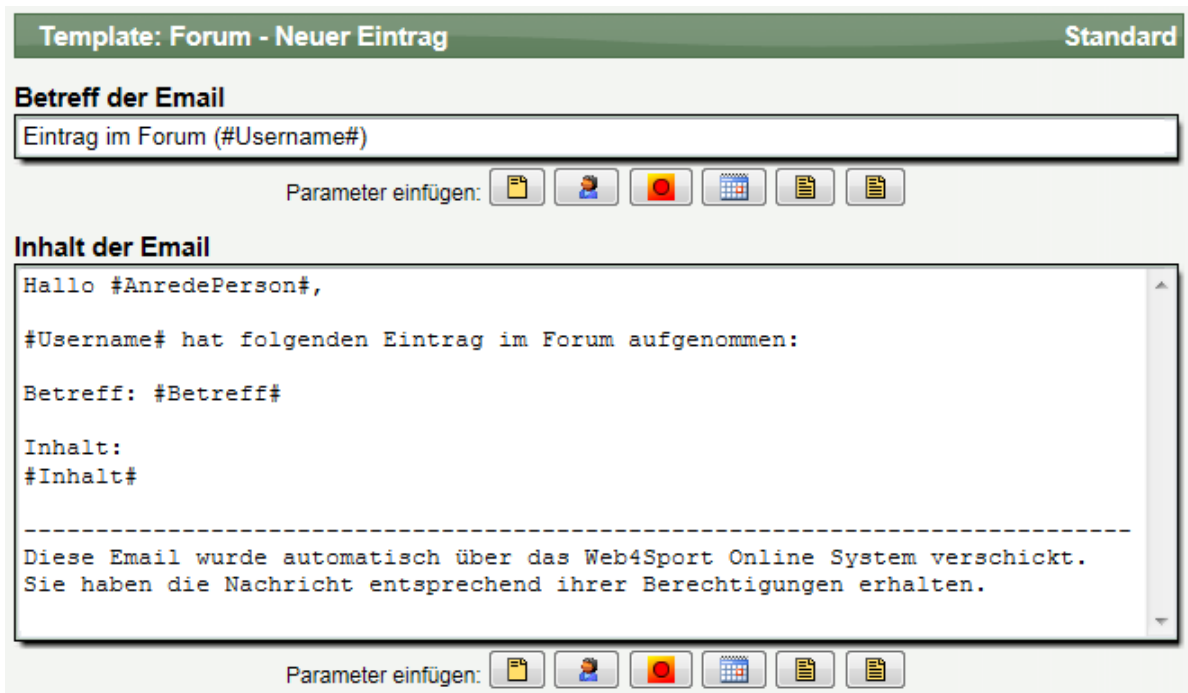 Template: Forum - Neuer Eintrag Standard
Betreff der Email
Eintrag im Forum (#Username#)
Parameter einfügen:
Inhalt der Email
Hallo #AnredePerson#,
#Username# hat folgenden Eintrag im Forum aufgenommen:
Betreff: #Betreff#
Inhalt:
#Inhalt#
-----------------------------------------------------------------------------
Diese Email wurde automatisch über das Web4Sport Online System verschickt.
Sie haben die Nachricht entsprechend ihrer Berechtigungen erhalten.
Parameter einfügen: